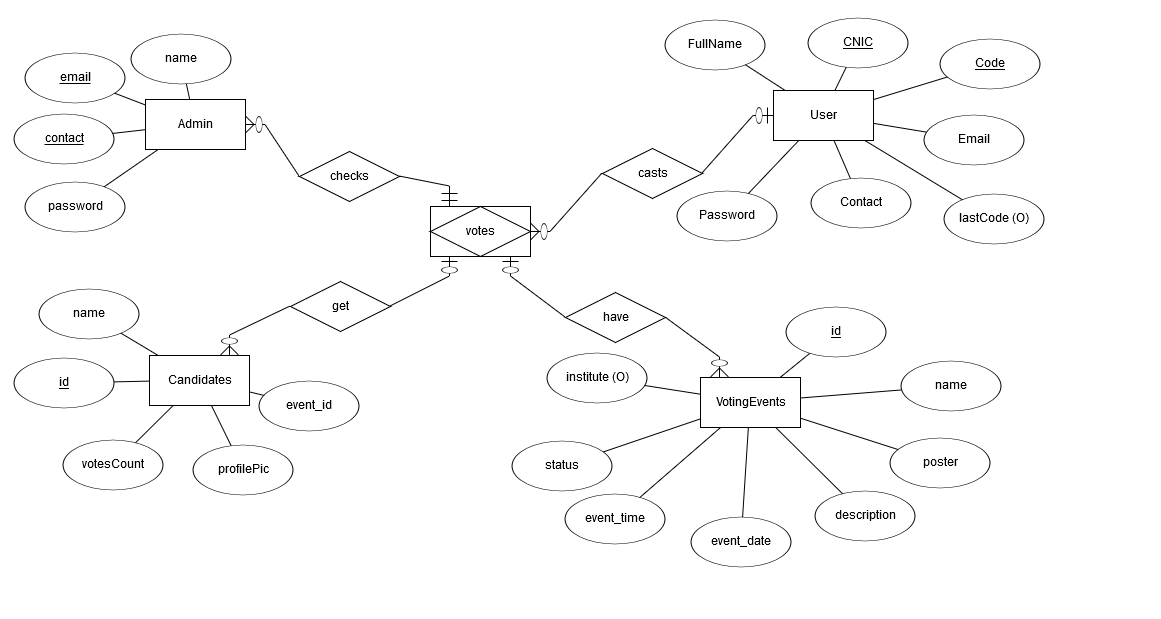 FullName
CNIC
name
Code
email
Admin
User
contact
Email
checks
casts
password
Password
Contact
lastCode (O)
votes
get
name
have
id
id
Candidates
institute (O)
name
event_id
VotingEvents
votesCount
profilePic
status
poster
event_time
description
event_date